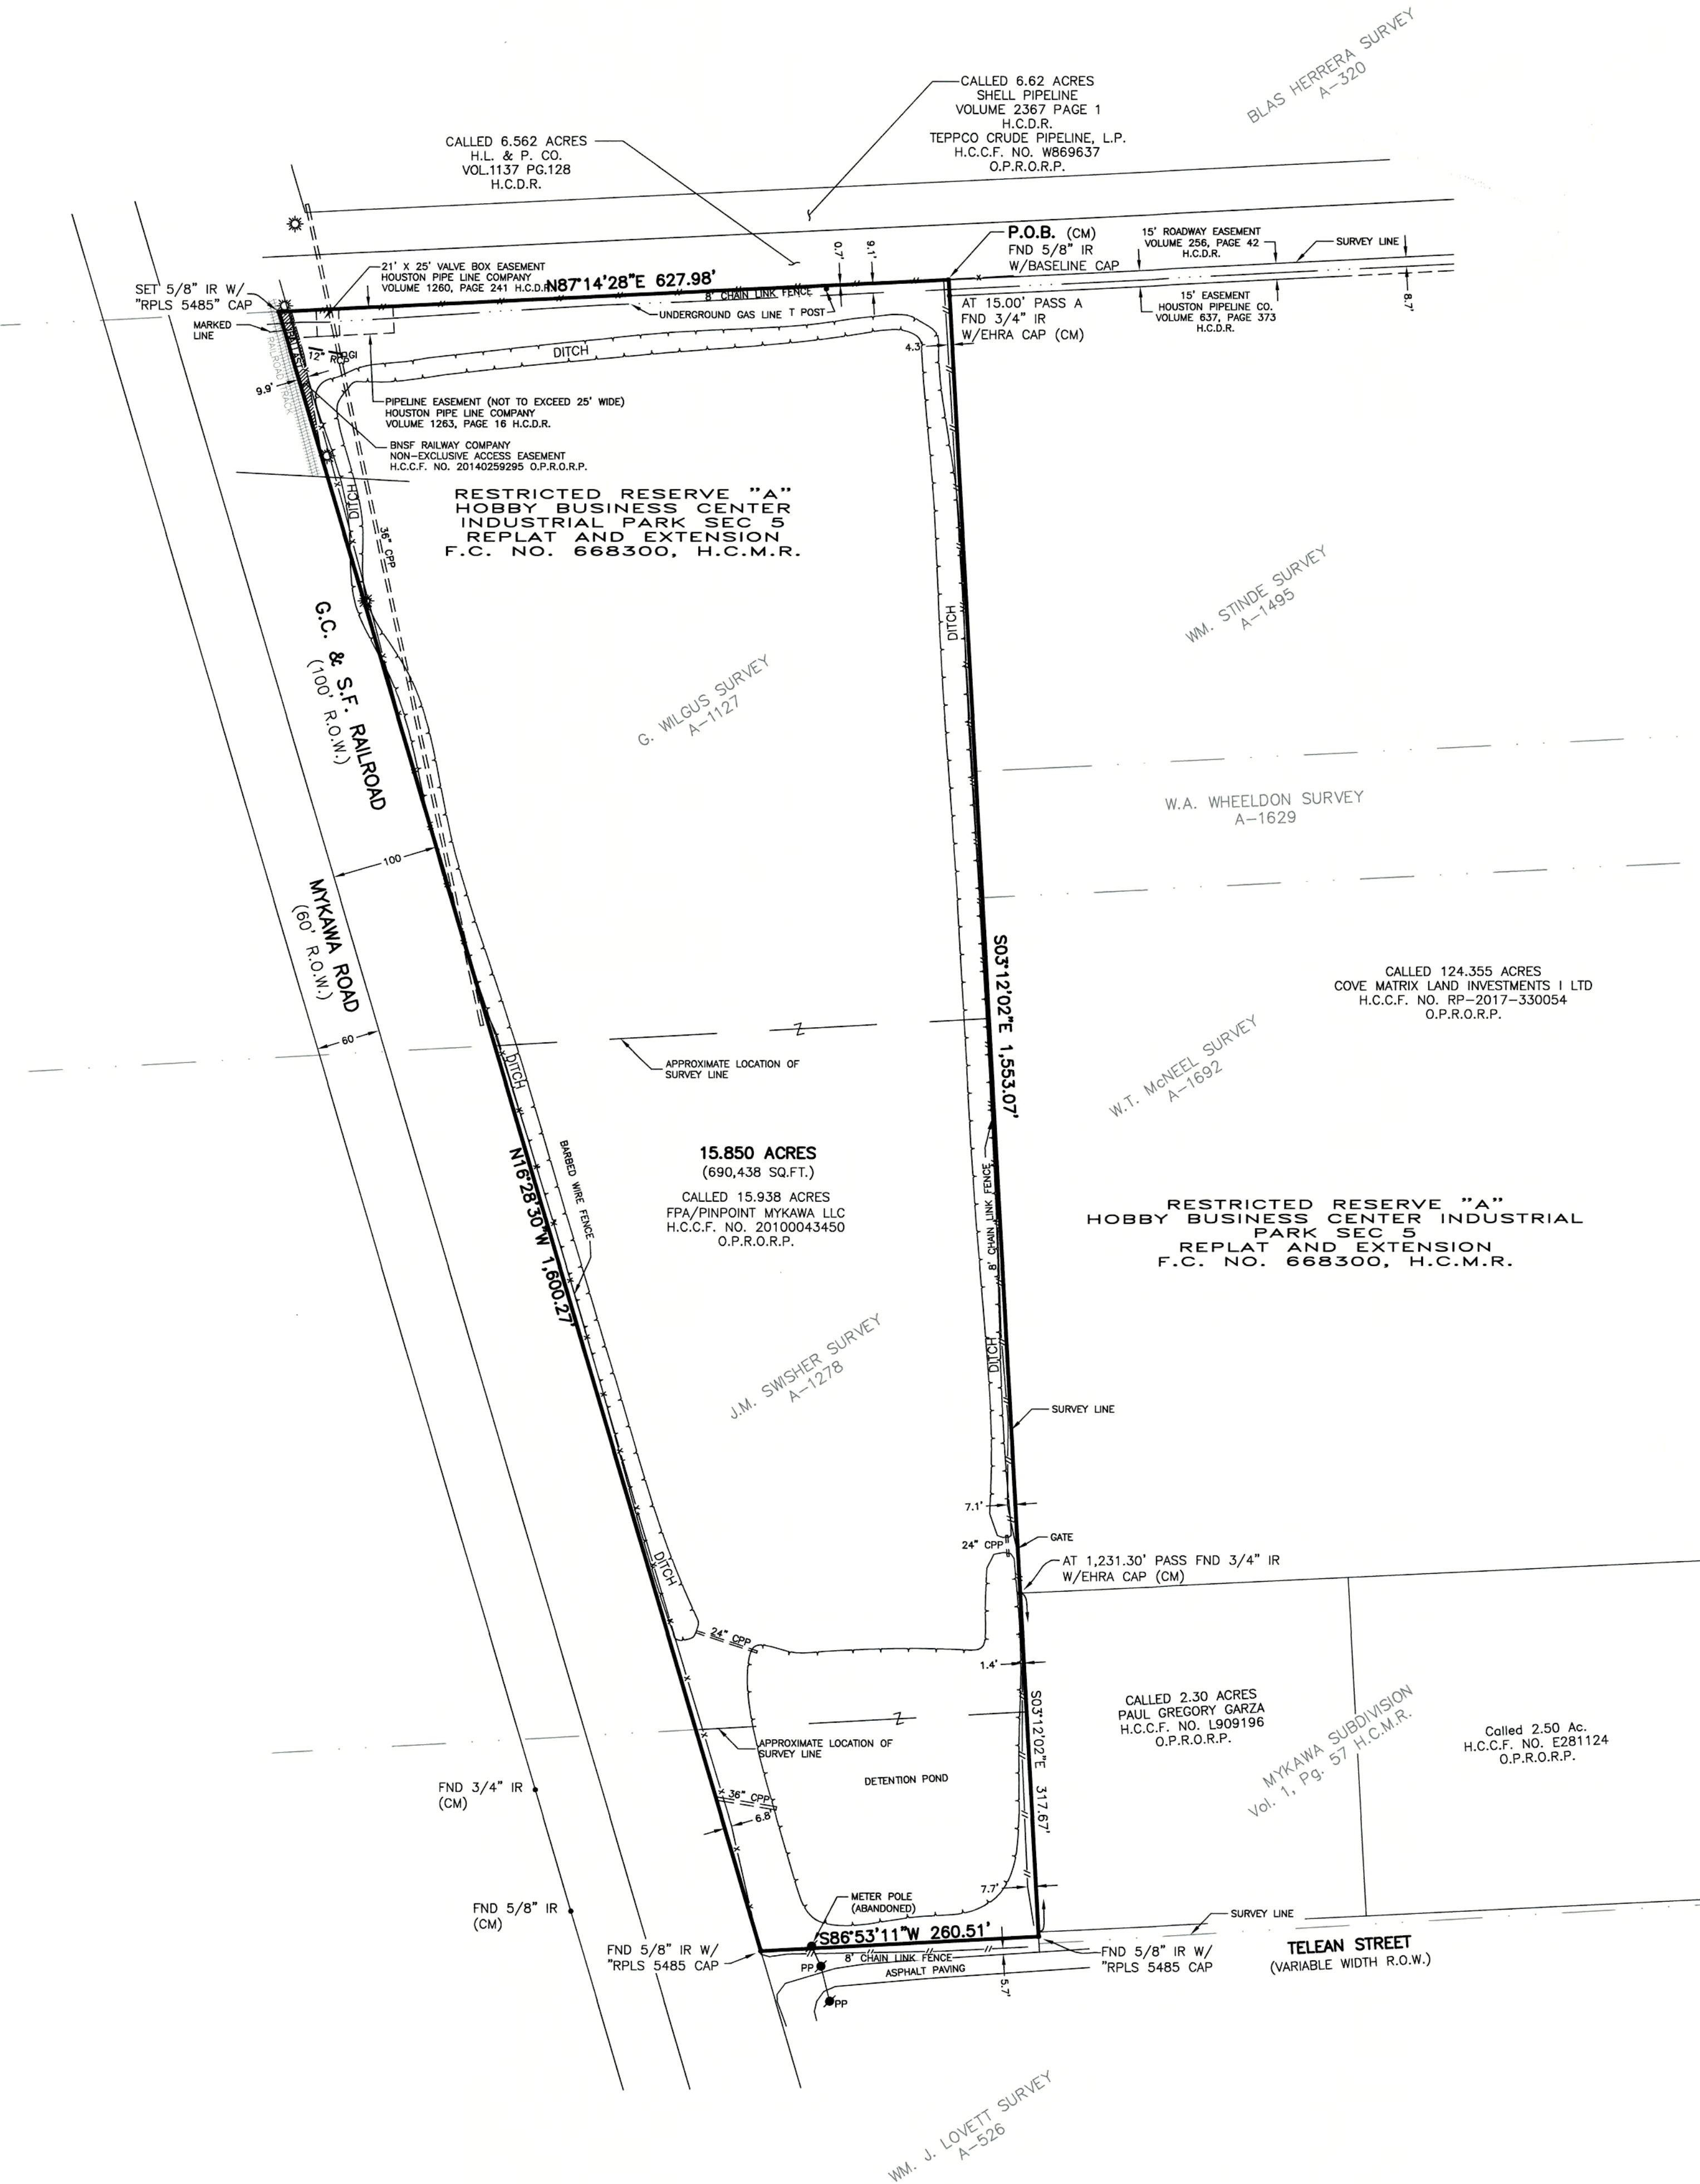 BLAS HERRERA SURVEY
A-320
CALLED 6.62 ACRES
SHELL PIPELINE
VOLUME 2367 PAGE 1
H.C.D.R.
TEPPCO CRUDE PIPELINE, L.P.
H.C.C.F. NO. W869637
O.P.R.O.R.P.
CALLED 6.562 ACRES
H.L. & P. CO.
VOL.1137 PG.128
H.C.D.R.
P.O.B. (CM)
FND 5/8" IR
W/BASELINE CAP
15' ROADWAY EASEMENT
VOLUME 256, PAGE 42
H.C.D.R.
SURVEY LINE
8.7'
0.7'
9.1'
21' X 25' VALVE BOX EASEMENT
HOUSTON PIPE LINE COMPANY
VOLUME 1260, PAGE 241 H.C.D.R.
N87°14'28"E 627.98'
8' CHAIN LINK FENCE
SET 5/8" IR W/
"RPLS 5485" CAP
MARKED
LINE
UNDERGROUND GAS LINE
T POST
AT 15.00' PASS A
FND 3/4" IR
W/EHRA CAP (CM)
15' EASEMENT
HOUSTON PIPELINE CO.
VOLUME 637, PAGE 373
H.C.D.R.
DITCH
4.3'
12"
RAILROAD TRACK
9.9'
PIPELINE EASEMENT (NOT TO EXCEED 25' WIDE)
HOUSTON PIPE LINE COMPANY
VOLUME 1263, PAGE 16 H.C.D.R.
BNSF RAILWAY COMPANY
NON-EXCLUSIVE ACCESS EASEMENT
H.C.C.F. NO. 20140259295 O.P.R.O.R.P.
RESTRICTED RESERVE "A"
HOBBY BUSINESS CENTER
INDUSTRIAL PARK SEC 5
REPLAT AND EXTENSION
F.C. NO. 668300, H.C.M.R.
DITCH
36" CPP
WM. STINDE SURVEY
A-1495
DITCH
G.C. & S.F. RAILROAD
(100' R.O.W.)
G. WILGUS SURVEY
A-1127
W.A. WHEELDON SURVEY
A-1629
100
MYKAWA ROAD
(60' R.O.W.)
60
S03°12'02"E 1,553.07'
CALLED 124.355 ACRES
COVE MATRIX LAND INVESTMENTS I LTD
H.C.C.F. NO. RP-2017-330054
O.P.R.O.R.P.
Z
APPROXIMATE LOCATION OF
SURVEY LINE
DITCH
W.T. McNEEL SURVEY
A-1692
N16°28'30"W 1,600.27'
BARBED WIRE FENCE
15.850 ACRES
(690,438 SQ.FT.)
CALLED 15.938 ACRES
FPA/PINPOINT MYKAWA LLC
H.C.C.F. NO. 20100043450
O.P.R.O.R.P.
8' CHAIN LINK FENCE
RESTRICTED RESERVE "A"
HOBBY BUSINESS CENTER INDUSTRIAL
PARK SEC 5
REPLAT AND EXTENSION
F.C. NO. 668300, H.C.M.R.
J.M. SWISHER SURVEY
A-1278
DITCH
SURVEY LINE
7.1'
24" CPP
GATE
AT 1,231.30' PASS FND 3/4" IR
W/EHRA CAP (CM)
DITCH
24" CPP
1.4'
S03°12'02"E 317.67'
CALLED 2.30 ACRES
PAUL GREGORY GARZA
H.C.C.F. NO. L909196
O.P.R.O.R.P.
MYKAWA SUBDIVISION
Vol. 1, Pg. 57 H.C.M.R.
Called 2.50 Ac.
H.C.C.F. NO. E281124
O.P.R.O.R.P.
Z
APPROXIMATE LOCATION OF
SURVEY LINE
DETENTION POND
FND 3/4" IR
(CM)
36" CPP
6.8'
7.7'
METER POLE
(ABANDONED)
FND 5/8" IR
(CM)
SURVEY LINE
S86°53'11"W 260.51'
FND 5/8" IR W/
"RPLS 5485 CAP
8' CHAIN LINK FENCE
PP
ASPHALT PAVING
5.7'
FND 5/8" IR W/
"RPLS 5485 CAP
TELEAN STREET
(VARIABLE WIDTH R.O.W.)
PP
WM. J. LOVETT SURVEY
A-526